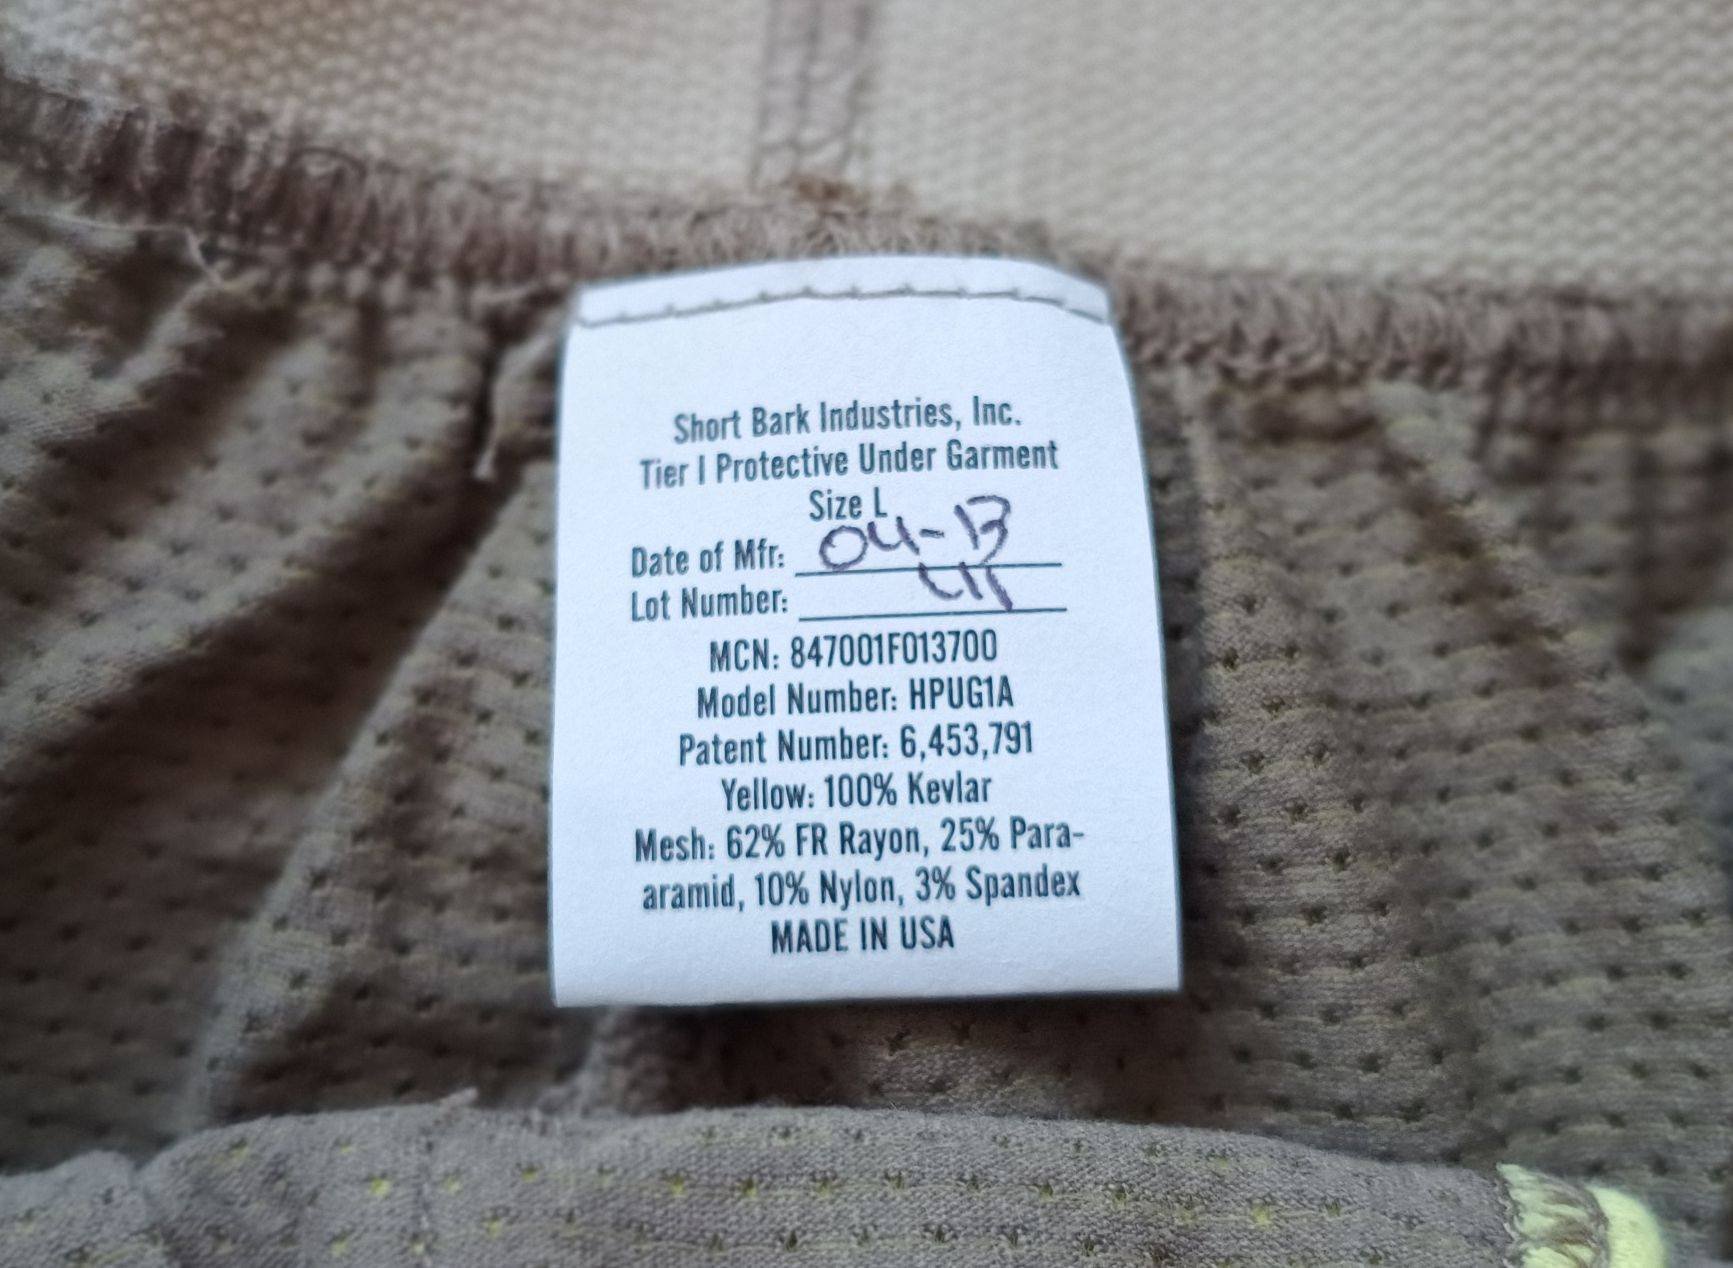 Short Bark Industries, Inc.
Tier I Protective Under Garment
Size L
Date of Mfr: 04-13
Lot Number:
MCN: 847001F013700
Model Number: HPUG1A
Patent Number: 6,453,791
Yellow: 100% Kevlar
Mesh: 62% FR Rayon, 25% Para-
aramid, 10% Nylon, 3% Spandex
MADE IN USA